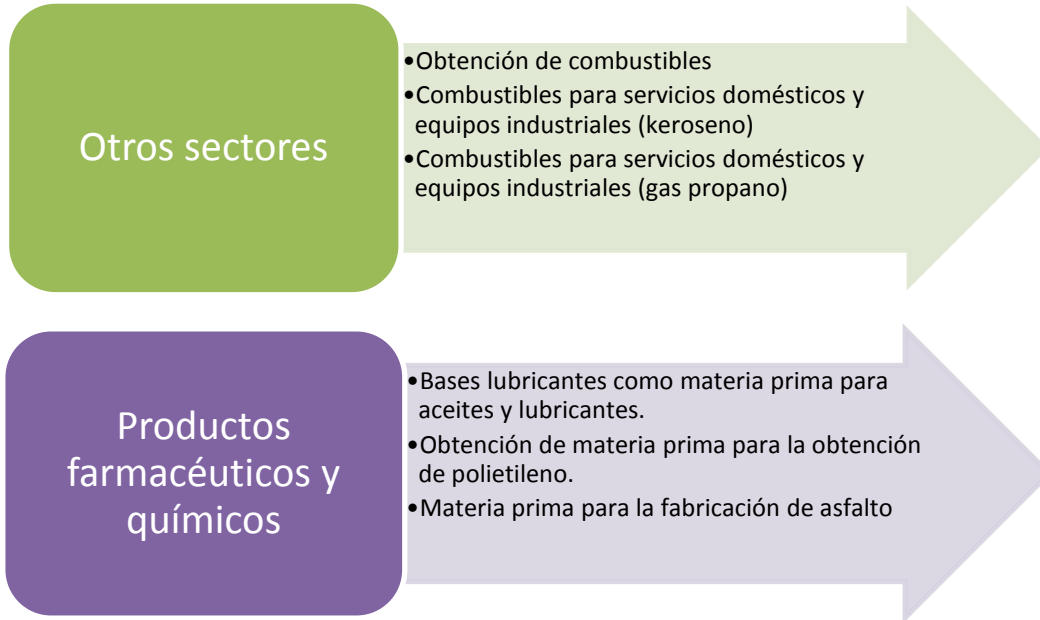 Otros sectores
•Obtención de combustibles
•Combustibles para servicios domésticos y
equipos industriales (keroseno)
•Combustibles para servicios domésticos y
equipos industriales (gas propano)
Productos
farmacéuticos y
químicos
•Bases lubricantes como materia prima para
aceites y lubricantes.
•Obtención de materia prima para la obtención
de polietileno.
•Materia prima para la fabricación de asfalto